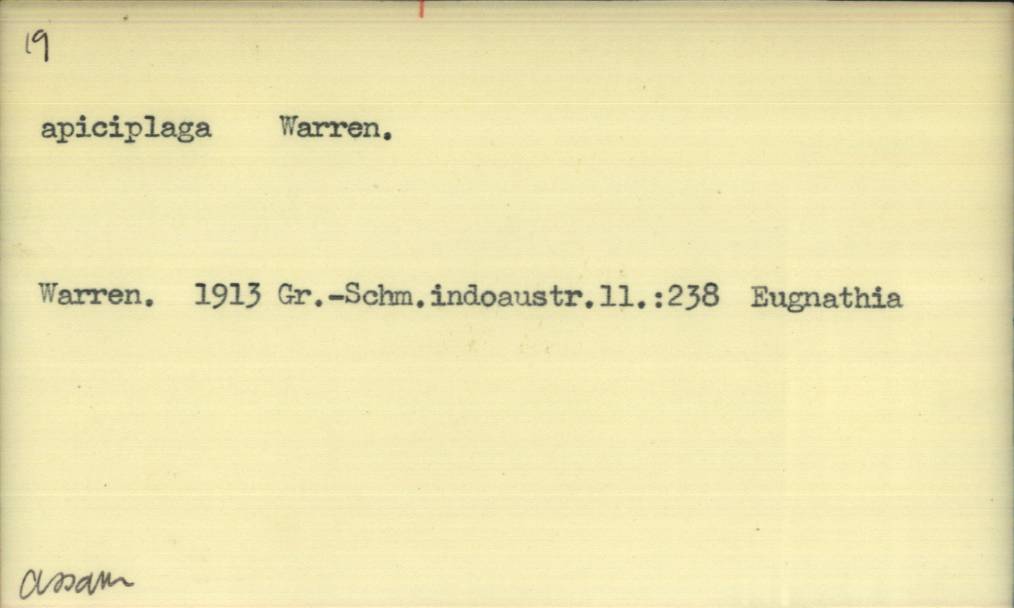 19
apiciplaga Warren.
Warren. 1913 Gr.-Schm.indoaustr.11.:238 Eugnathia
Assam